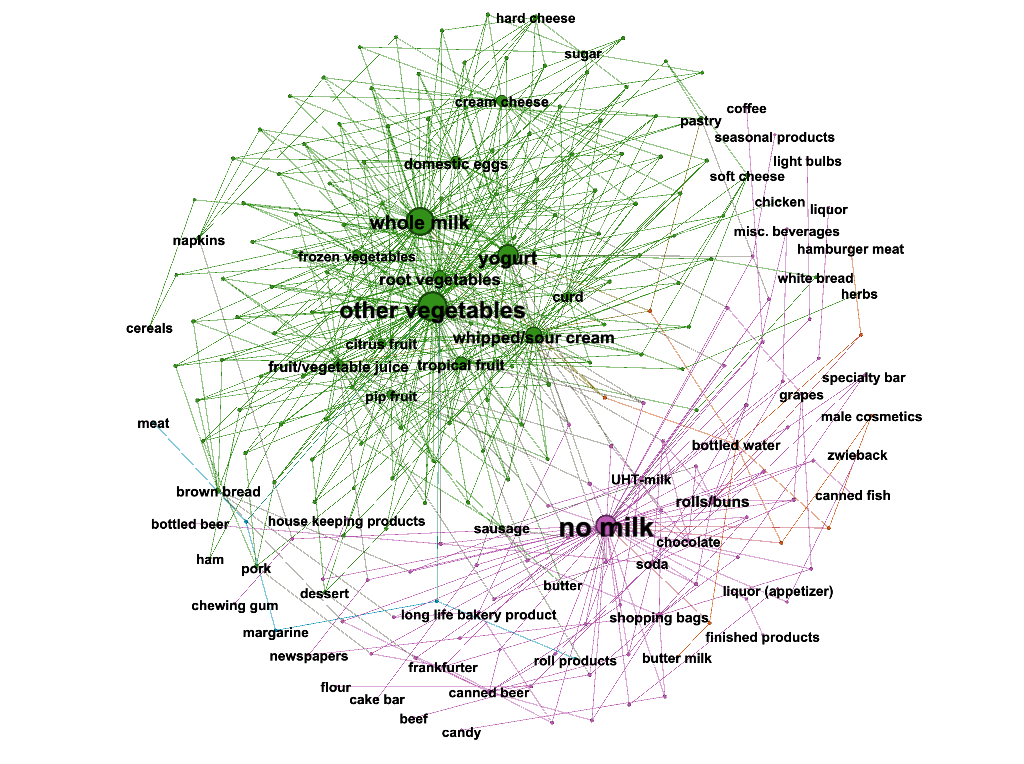 hard cheese
sugar
cream cheese
coffee
pastry
seasonal products
domestic eggs
light bulbs
soft cheese
chicken
liquor
whole milk
misc. beverages
napkins
hamburger meat
frozen vegetables
yogurt
root vegetables
white bread
herbs
curd
other vegetables
cereals
whipped/sour cream
citrus fruit
fruit/vegetable juice
tropical fruit
specialty bar
pip fruit
grapes
male cosmetics
meat
bottled water
zwieback
UHT-milk
brown bread
canned fish
rolls/buns
bottled beer
house keeping products
sausage
no milk
chocolate
ham
pork
soda
butter
dessert
liquor (appetizer)
chewing gum
long life bakery product
shopping bags
margarine
finished products
newspapers
roll products
butter milk
frankfurter
flour
canned beer
cake bar
beef
candy